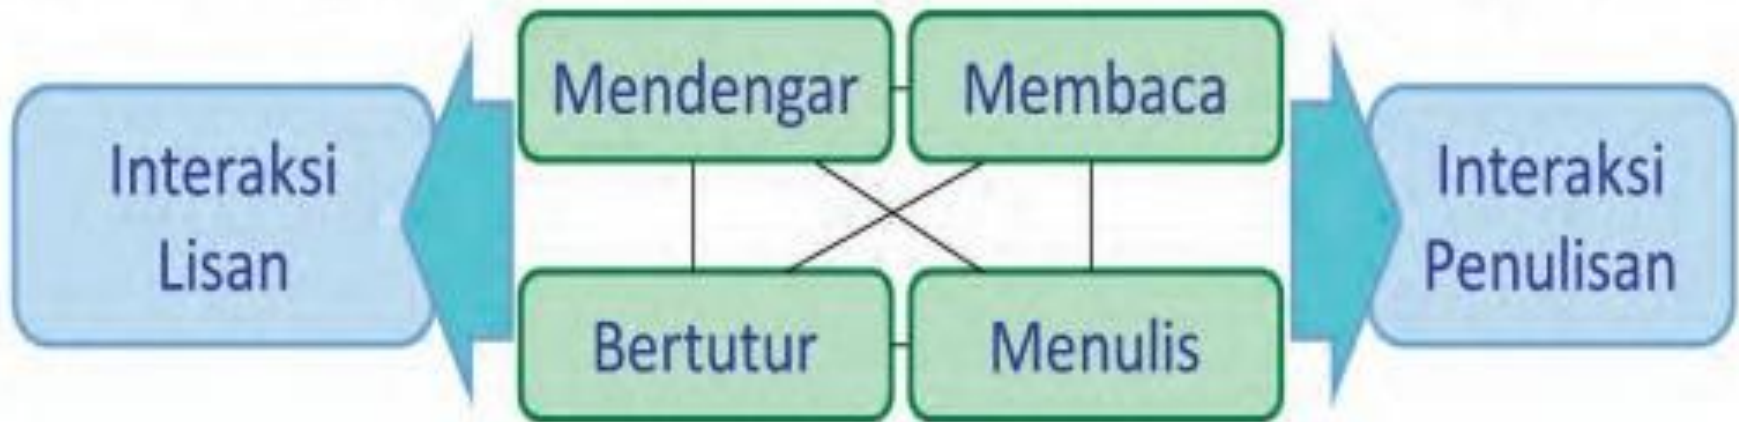 Mendengar
Membaca
Interaksi
Lisan
Interaksi
Penulisan
Bertutur
Menulis